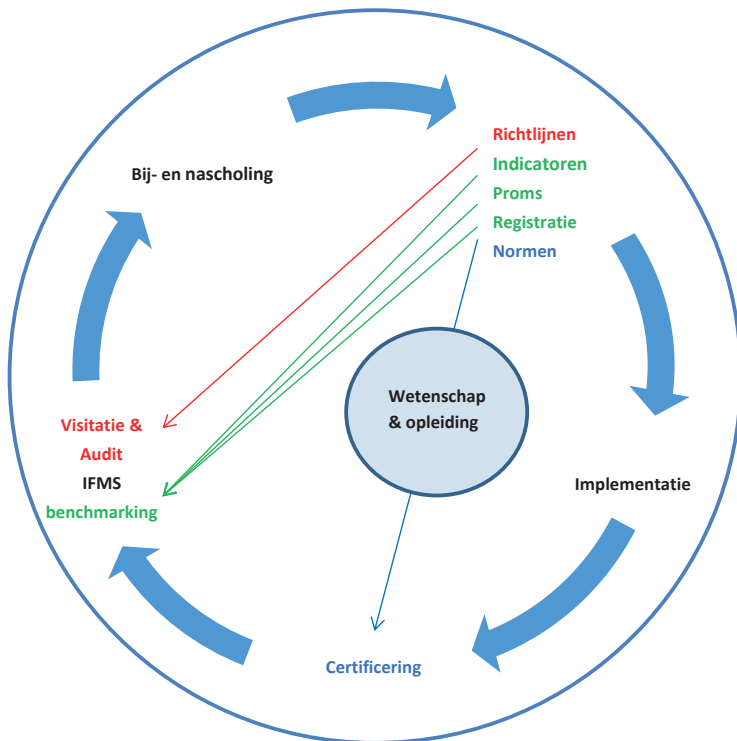 Richtlijnen
Indicatoren
Proms
Registratie
Normen
Bij- en nascholing
Wetenschap
& opleiding
Visitatie &
Audit
IFMS
benchmarking
Implementatie
Certificering